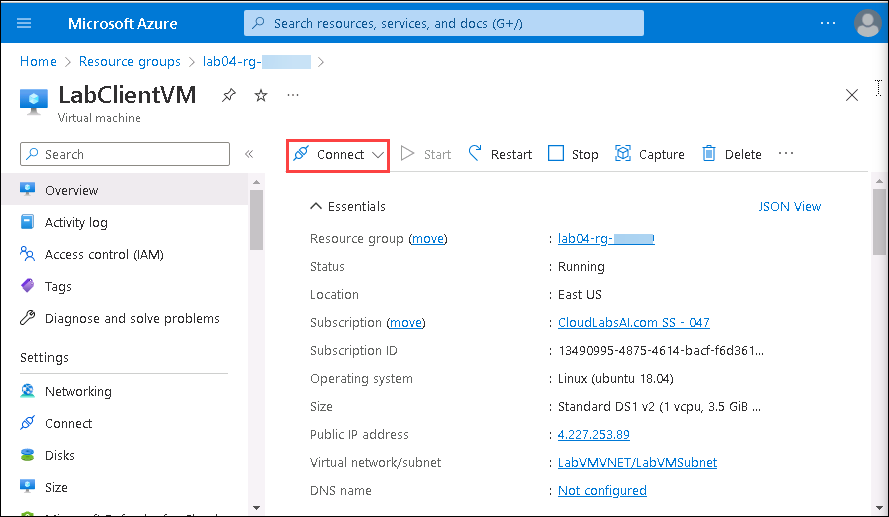 Microsoft Azure
Search resources, services, and docs (G+/)
Home > Resource groups > lab04-rg- >
LabClientVM
Virtual machine
Search
Connect Start Restart Stop Capture Delete
Overview
Activity log
Access control (IAM)
Tags
Diagnose and solve problems
Settings
Networking
Connect
Disks
Size
Essentials JSON View
Resource group (move) : lab04-rg-
Status : Running
Location : East US
Subscription (move) : CloudLabsAI.com SS - 047
Subscription ID : 13490995-4875-4614-bacf-f6d361...
Operating system : Linux (ubuntu 18.04)
Size : Standard DS1 v2 (1 vcpu, 3.5 GiB ...
Public IP address : 4.227.253.89
Virtual network/subnet : LabVMVNET/LabVMSubnet
DNS name : Not configured